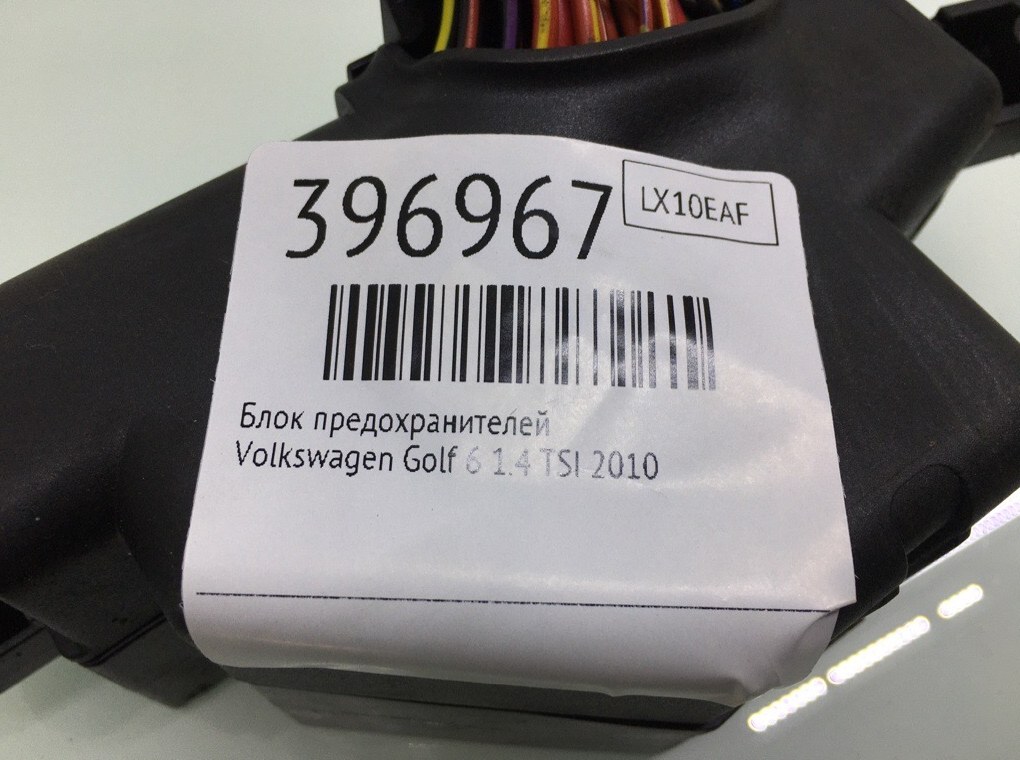 396967
LX10EAF
Блок предохранителей
Volkswagen Golf 6 1.4 TSI 2010